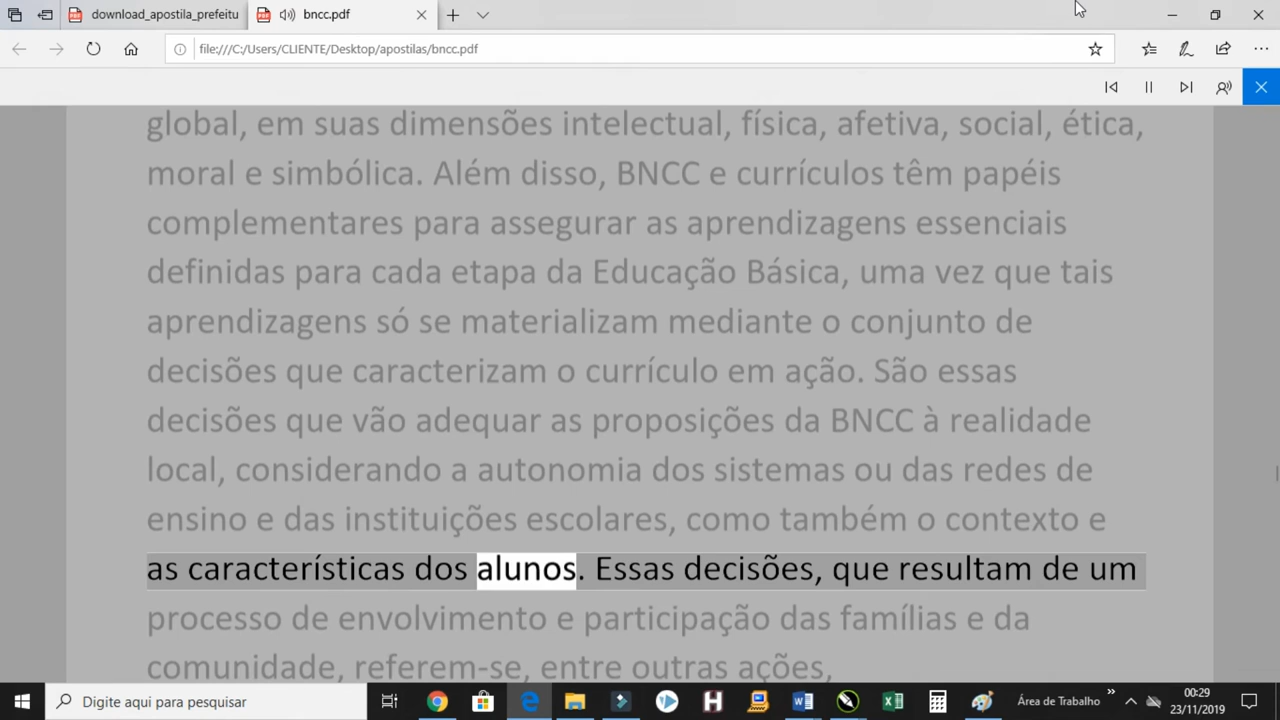 download_apostila_prefeitu
bncc.pdf
file:///C:/Users/CLIENTE/Desktop/apostilas/bncc.pdf
global, em suas dimensões intelectual, física, afetiva, social, ética,
moral e simbólica. Além disso, BNCC e currículos têm papéis
complementares para assegurar as aprendizagens essenciais
definidas para cada etapa da Educação Básica, uma vez que tais
aprendizagens só se materializam mediante o conjunto de
decisões que caracterizam o currículo em ação. São essas
decisões que vão adequar as proposições da BNCC à realidade
local, considerando a autonomia dos sistemas ou das redes de
ensino e das instituições escolares, como também o contexto e
as características dos alunos. Essas decisões, que resultam de um
processo de envolvimento e participação das famílias e da
comunidade, referem-se, entre outras ações,
Digite aqui para pesquisar
Área de Trabalho
00:29
23/11/2019